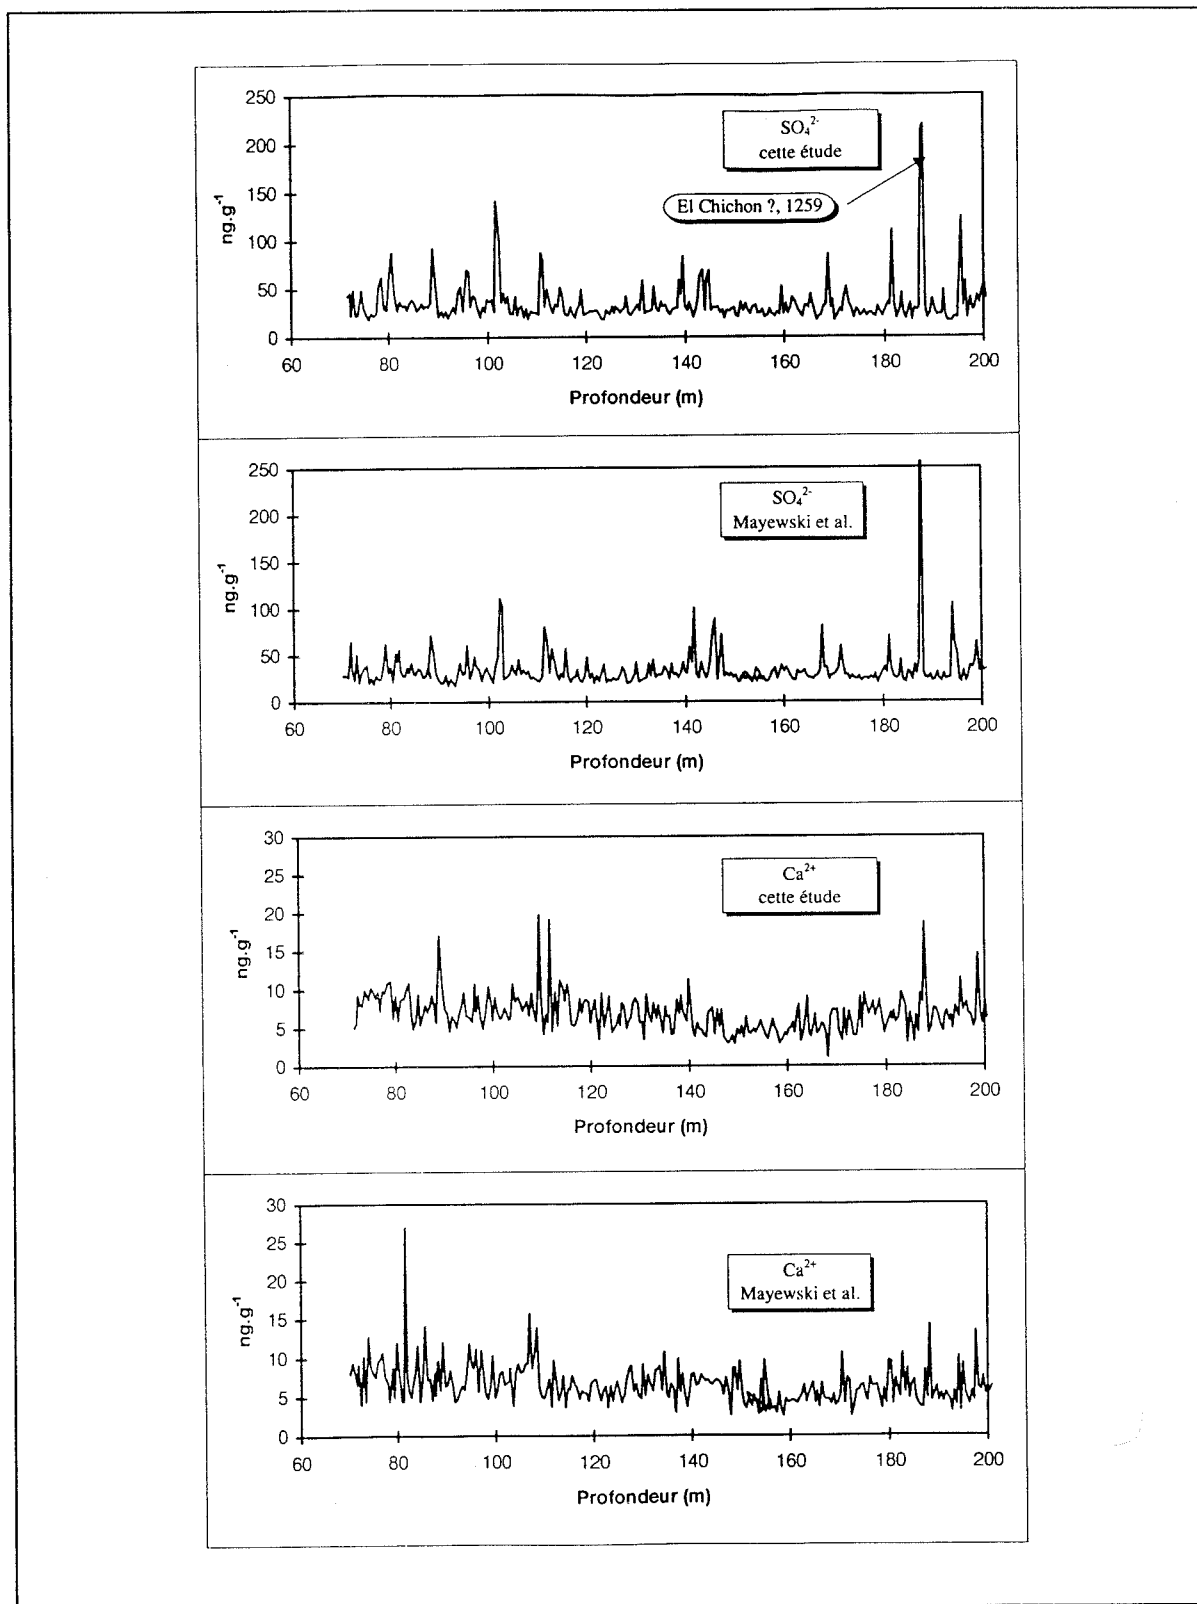 250
200
150
100
50
0
ng.g⁻¹
SO₄²⁻
cette étude
El Chichon ?, 1259
60 80 100 120 140 160 180 200
Profondeur (m)
250
200
150
100
50
0
ng.g⁻¹
SO₄²⁻
Mayewski et al.
60 80 100 120 140 160 180 200
Profondeur (m)
30
25
20
15
10
5
0
ng.g⁻¹
Ca²⁺
cette étude
60 80 100 120 140 160 180 200
Profondeur (m)
30
25
20
15
10
5
0
ng.g⁻¹
Ca²⁺
Mayewski et al.
60 80 100 120 140 160 180 200
Profondeur (m)